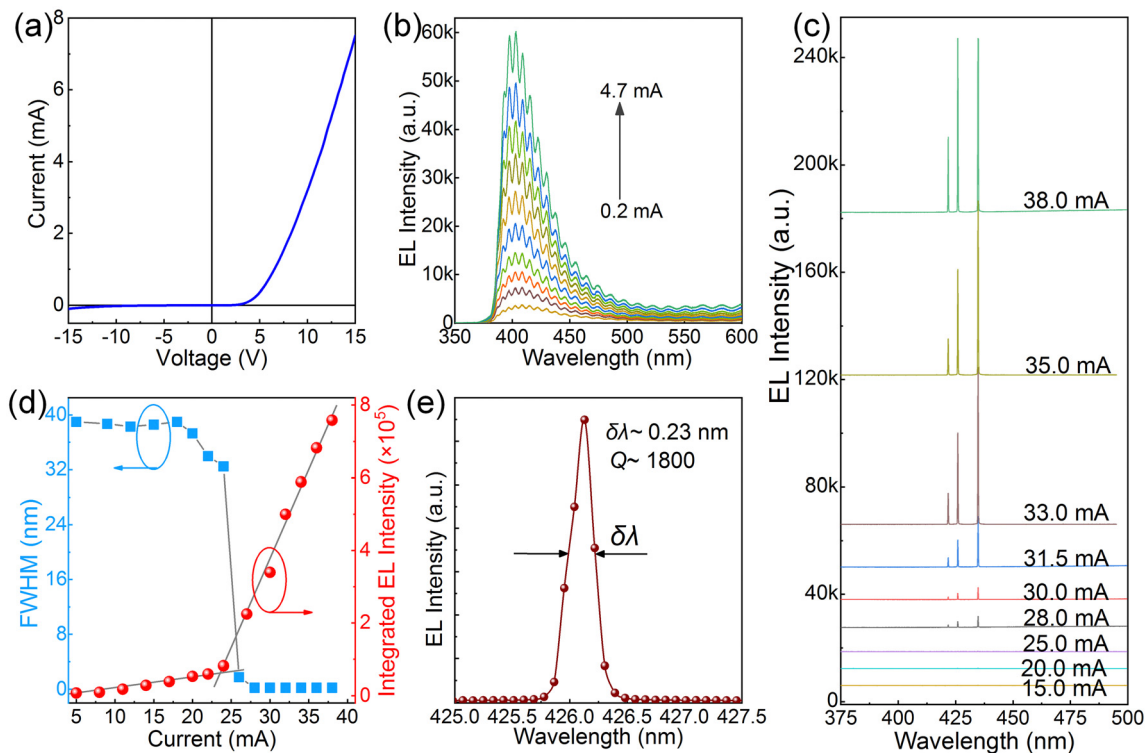 (a)
8
6
4
2
0
Current (mA)
-15 -10 -5 0 5 10 15
Voltage (V)
(b)
60k
50k
40k
30k
20k
10k
0
EL Intensity (a.u.)
4.7 mA
0.2 mA
350 400 450 500 550 600
Wavelength (nm)
(c)
240k
200k
160k
120k
80k
40k
0
EL Intensity (a.u.)
38.0 mA
35.0 mA
33.0 mA
31.5 mA
30.0 mA
28.0 mA
25.0 mA
20.0 mA
15.0 mA
375 400 425 450 475 500
Wavelength (nm)
(d)
40
32
24
16
8
0
FWHM (nm)
8
7
6
5
4
3
2
1
0
Integrated EL Intensity (×10⁵)
5 10 15 20 25 30 35 40
Current (mA)
(e)
δλ~ 0.23 nm
Q~ 1800
δλ
EL Intensity (a.u.)
425.0 425.5 426.0 426.5 427.0 427.5
Wavelength (nm)